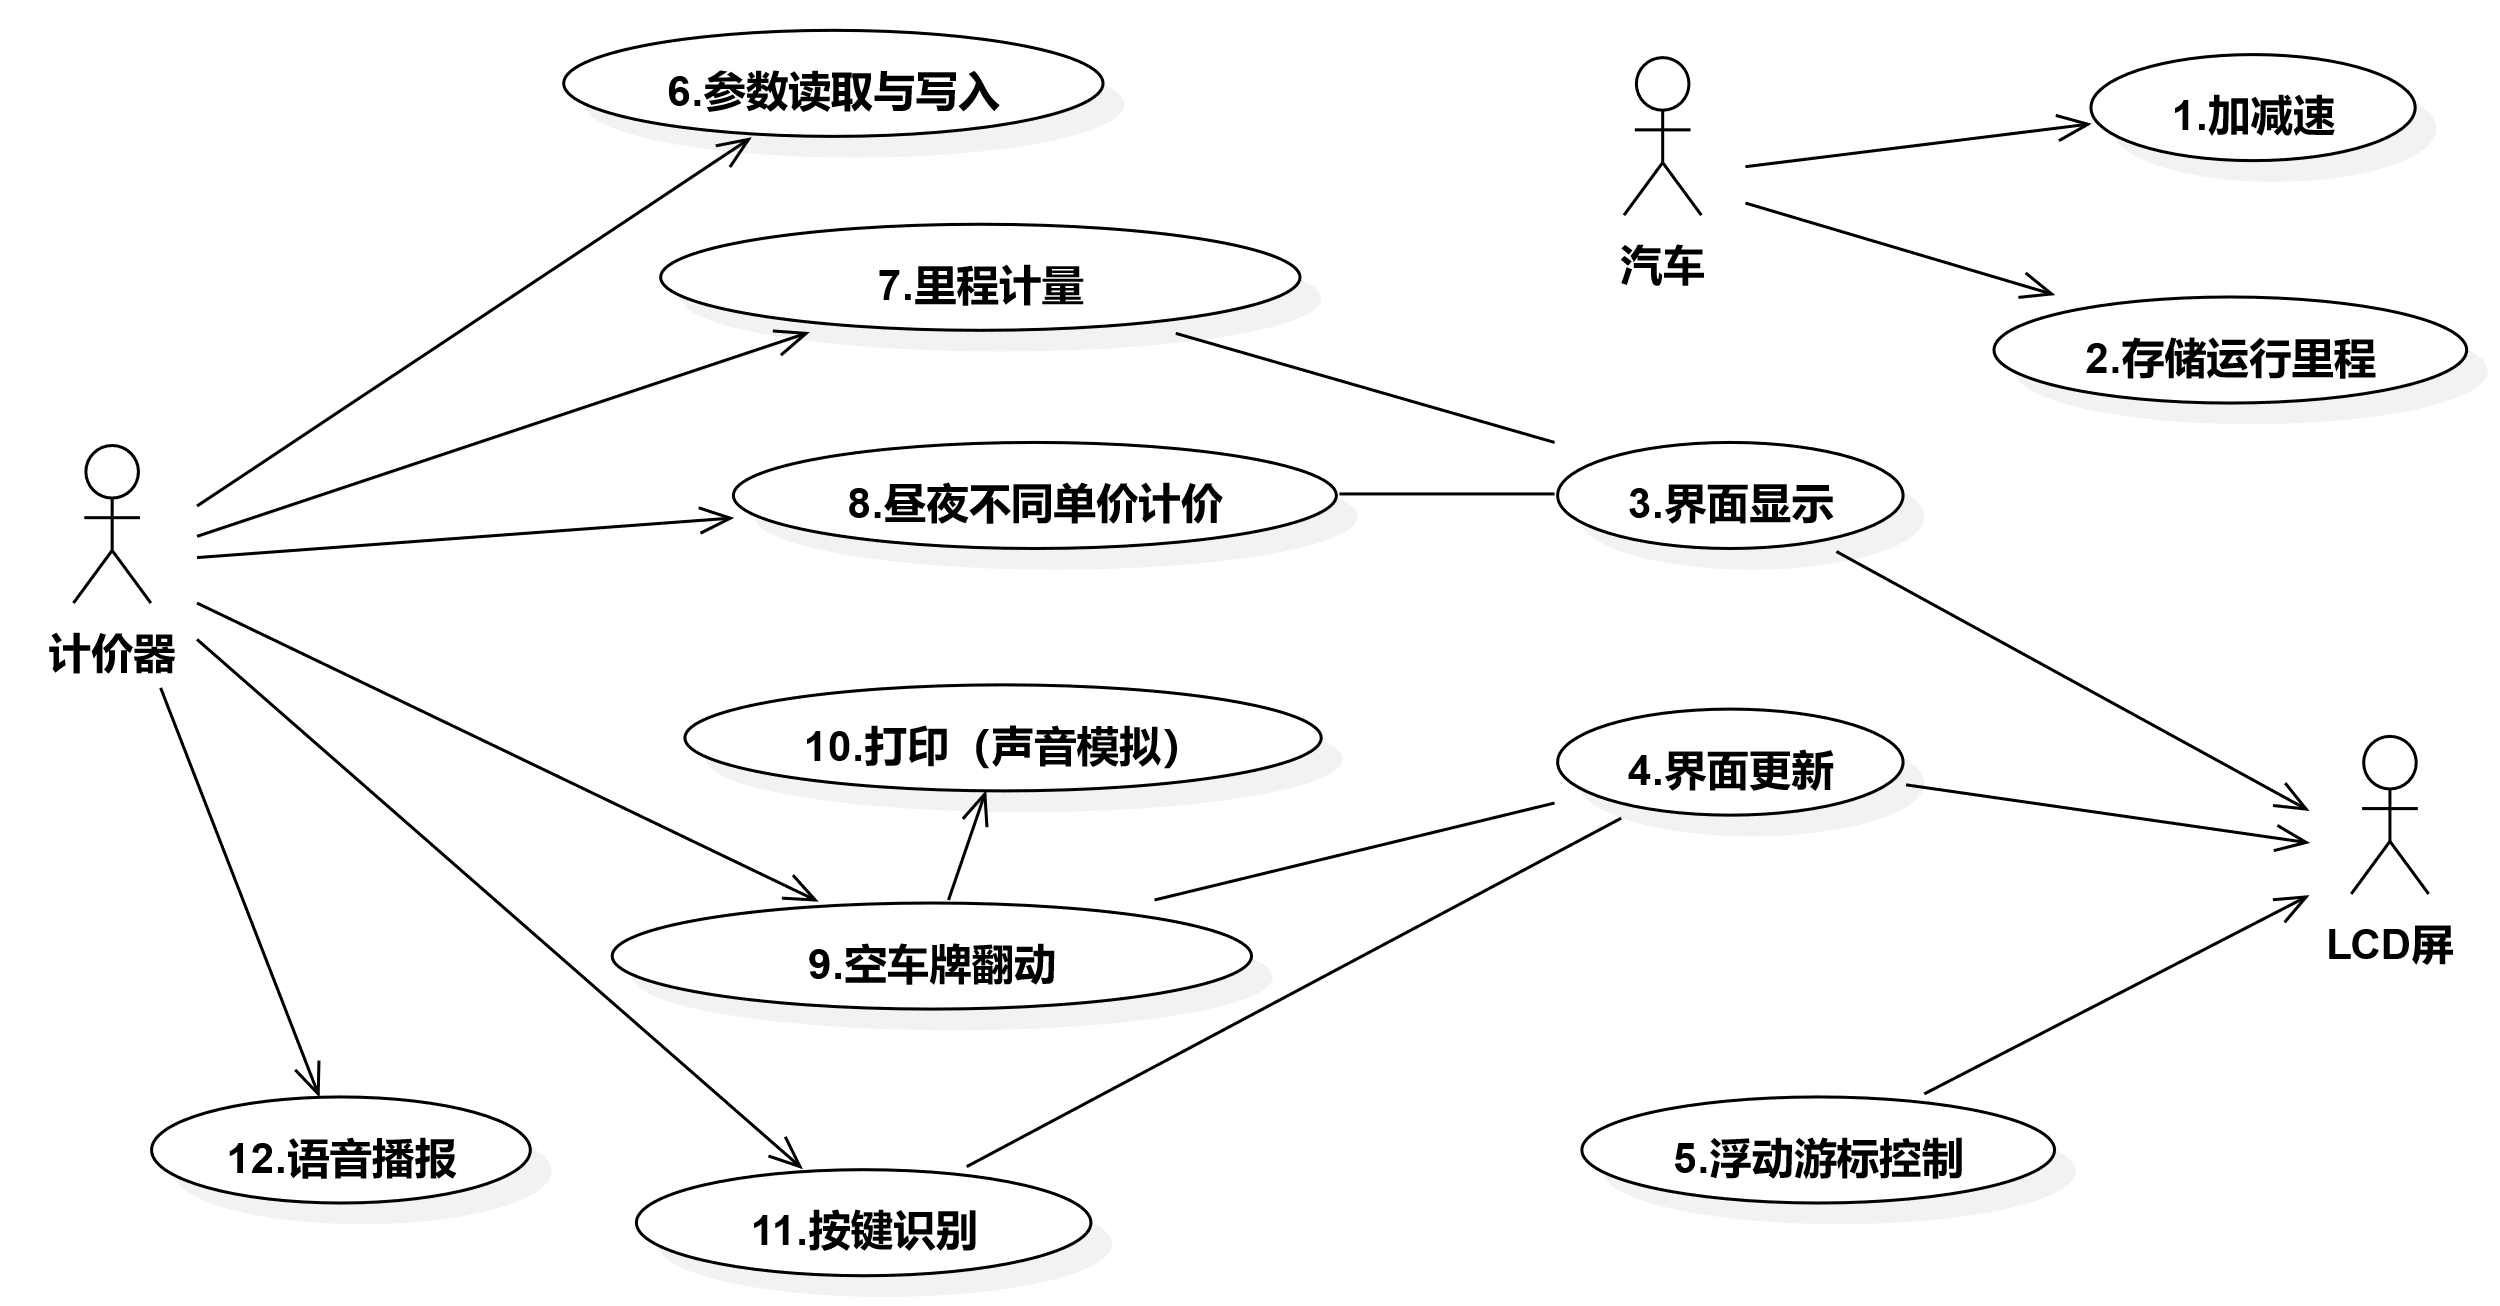 6.参数读取与写入
1.加减速
汽车
7.里程计量
2.存储运行里程
8.昼夜不同单价计价
3.界面显示
计价器
10.打印（声音模拟）
4.界面更新
LCD屏
9.空车牌翻动
12.语音播报
5.浮动游标控制
11.按键识别